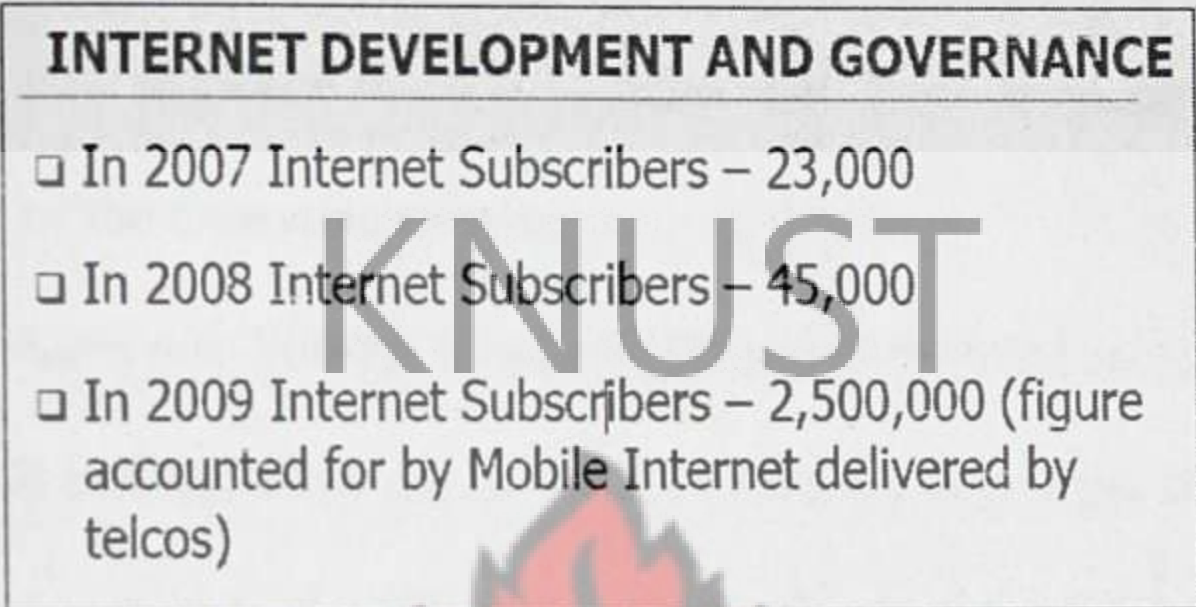 INTERNET DEVELOPMENT AND GOVERNANCE
❑ In 2007 Internet Subscribers – 23,000
❑ In 2008 Internet Subscribers – 45,000
❑ In 2009 Internet Subscribers – 2,500,000 (figure
accounted for by Mobile Internet delivered by
telcos)
KNUST